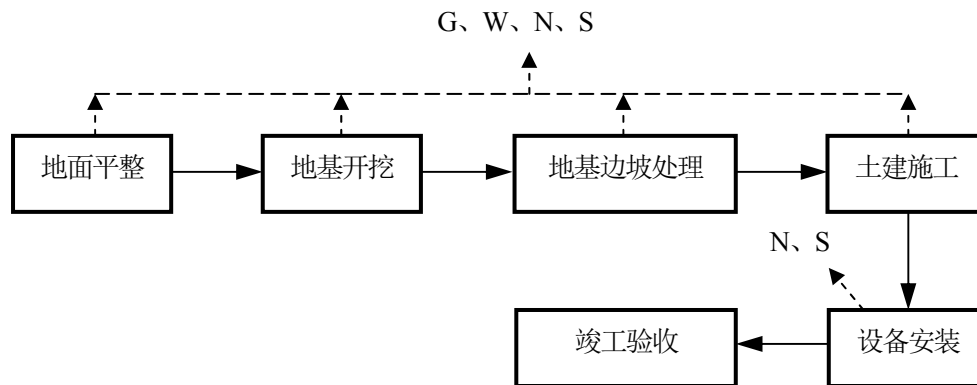 G、W、N、S
地面平整
地基开挖
地基边坡处理
土建施工
N、S
竣工验收
设备安装